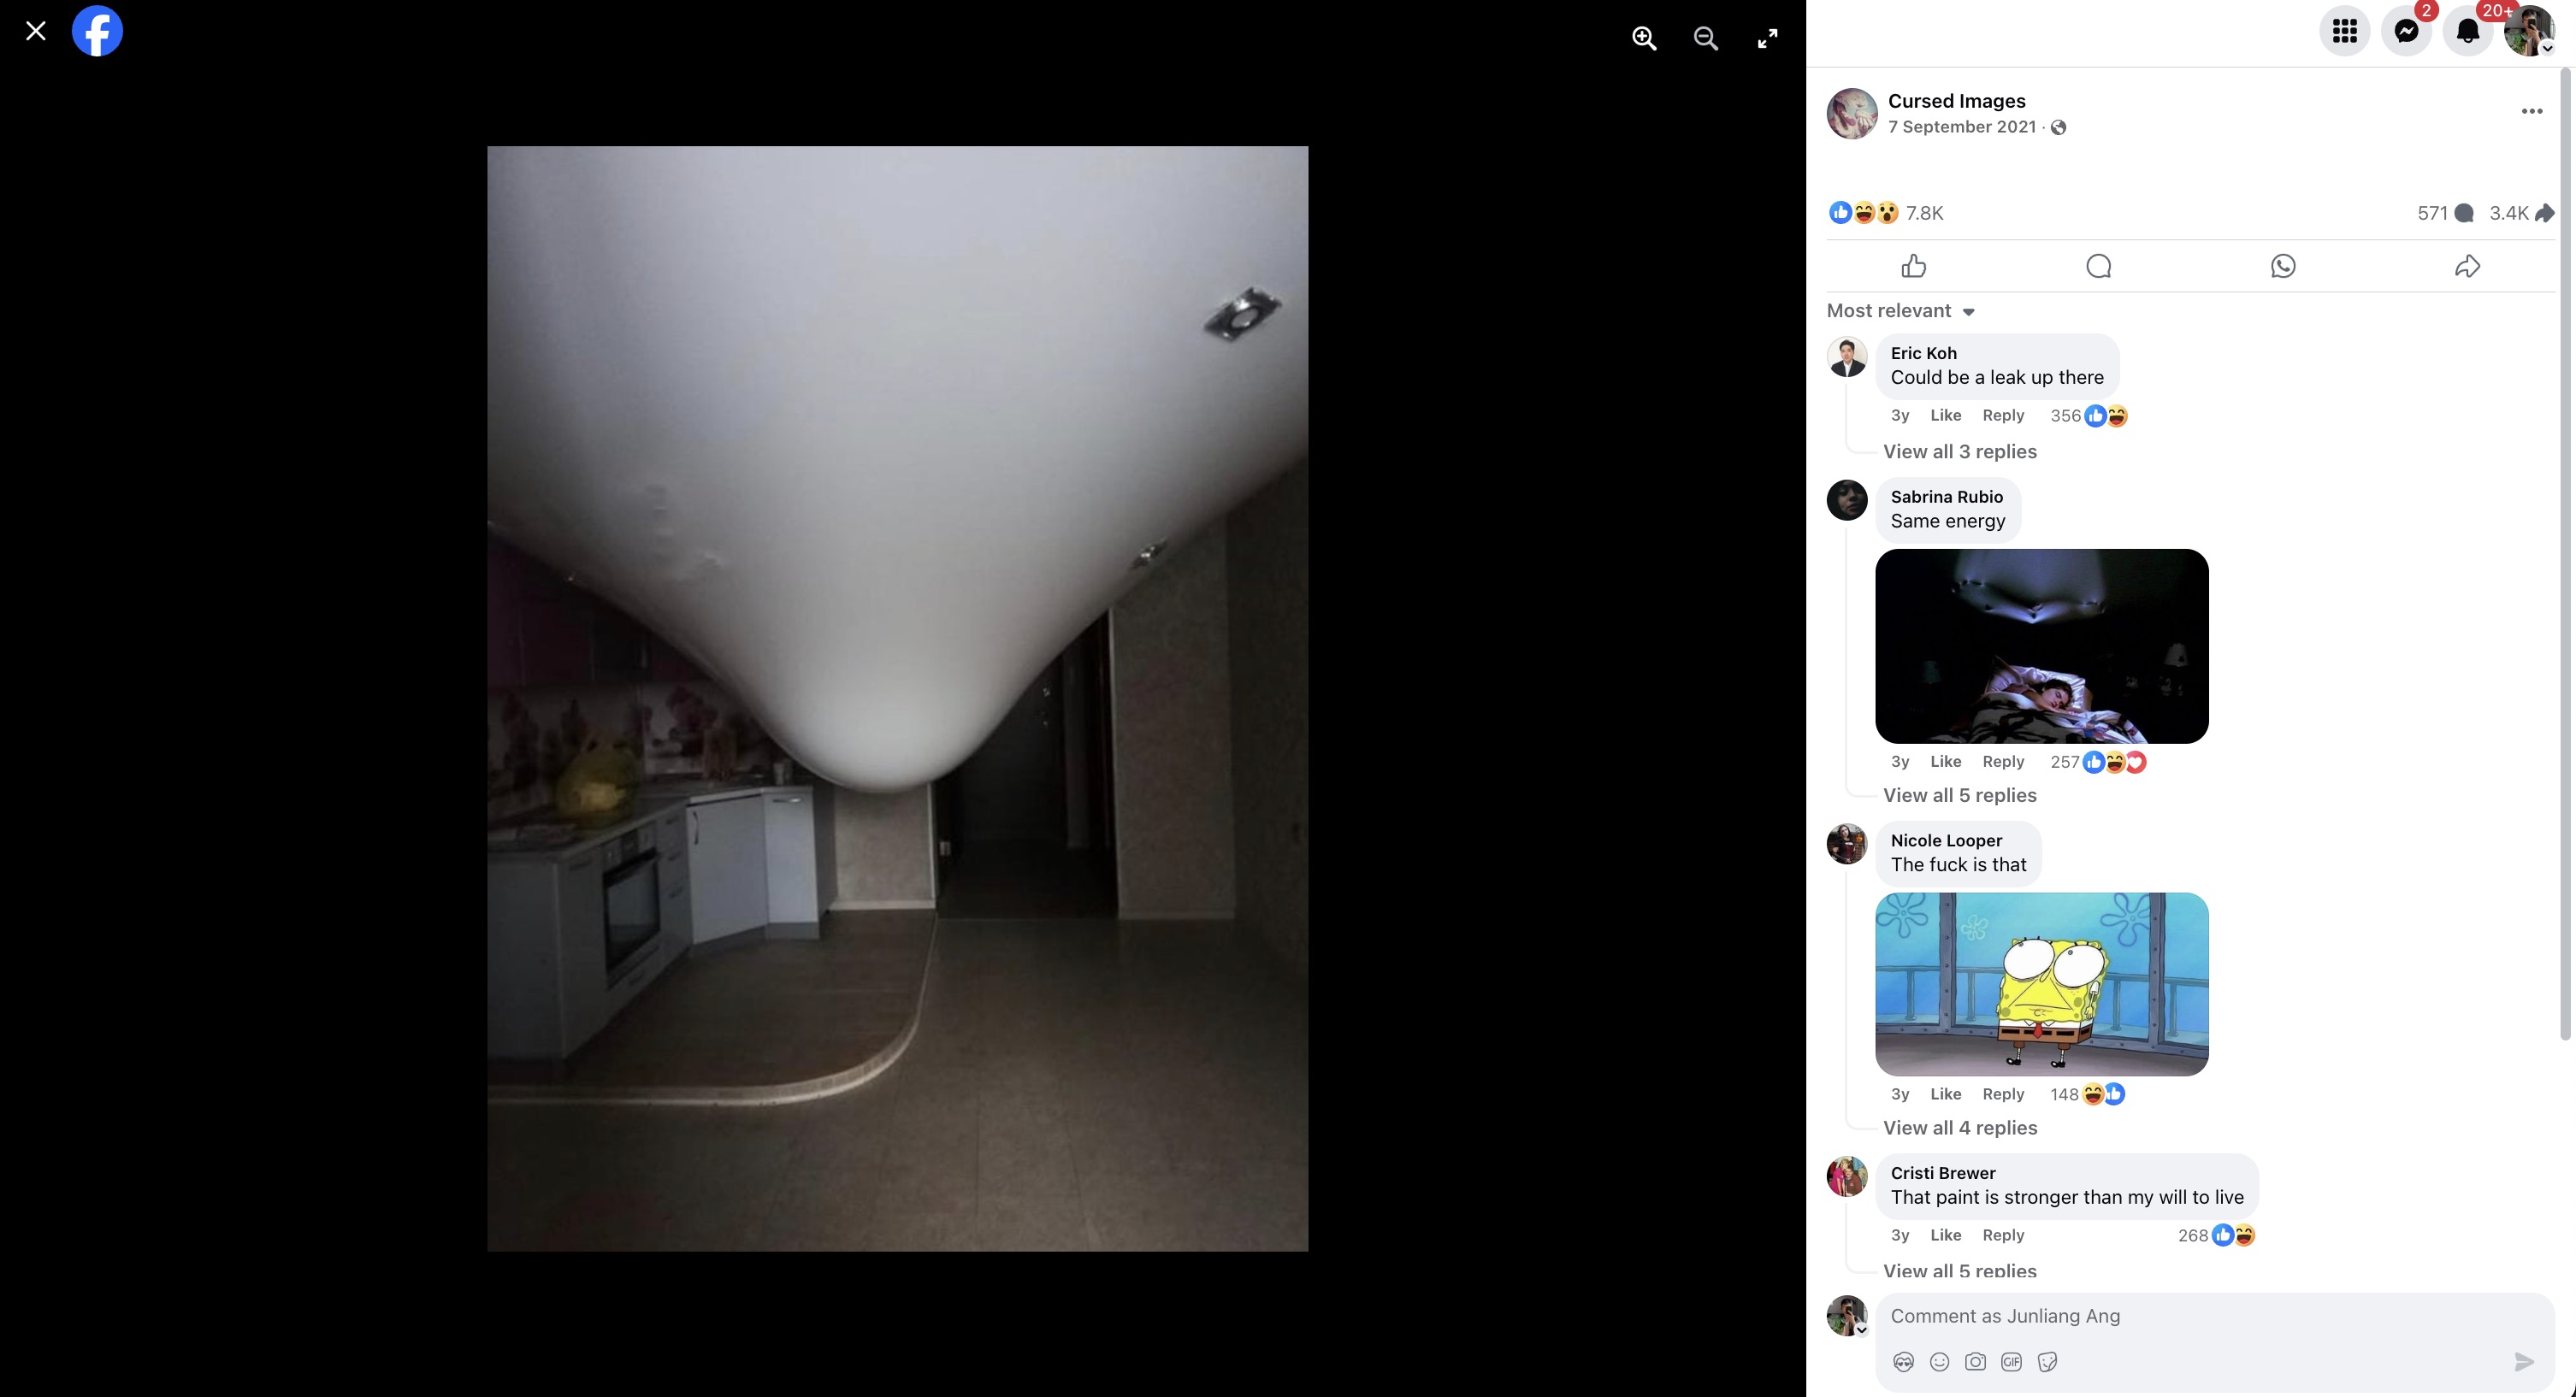 2
20+
Cursed Images
7 September 2021 ·
7.8K
571
3.4K
Most relevant
Eric Koh
Could be a leak up there
3y Like Reply 356
View all 3 replies
Sabrina Rubio
Same energy
3y Like Reply 257
View all 5 replies
Nicole Looper
The fuck is that
3y Like Reply 148
View all 4 replies
Cristi Brewer
That paint is stronger than my will to live
3y Like Reply 268
View all 5 replies
Comment as Junliang Ang
GIF